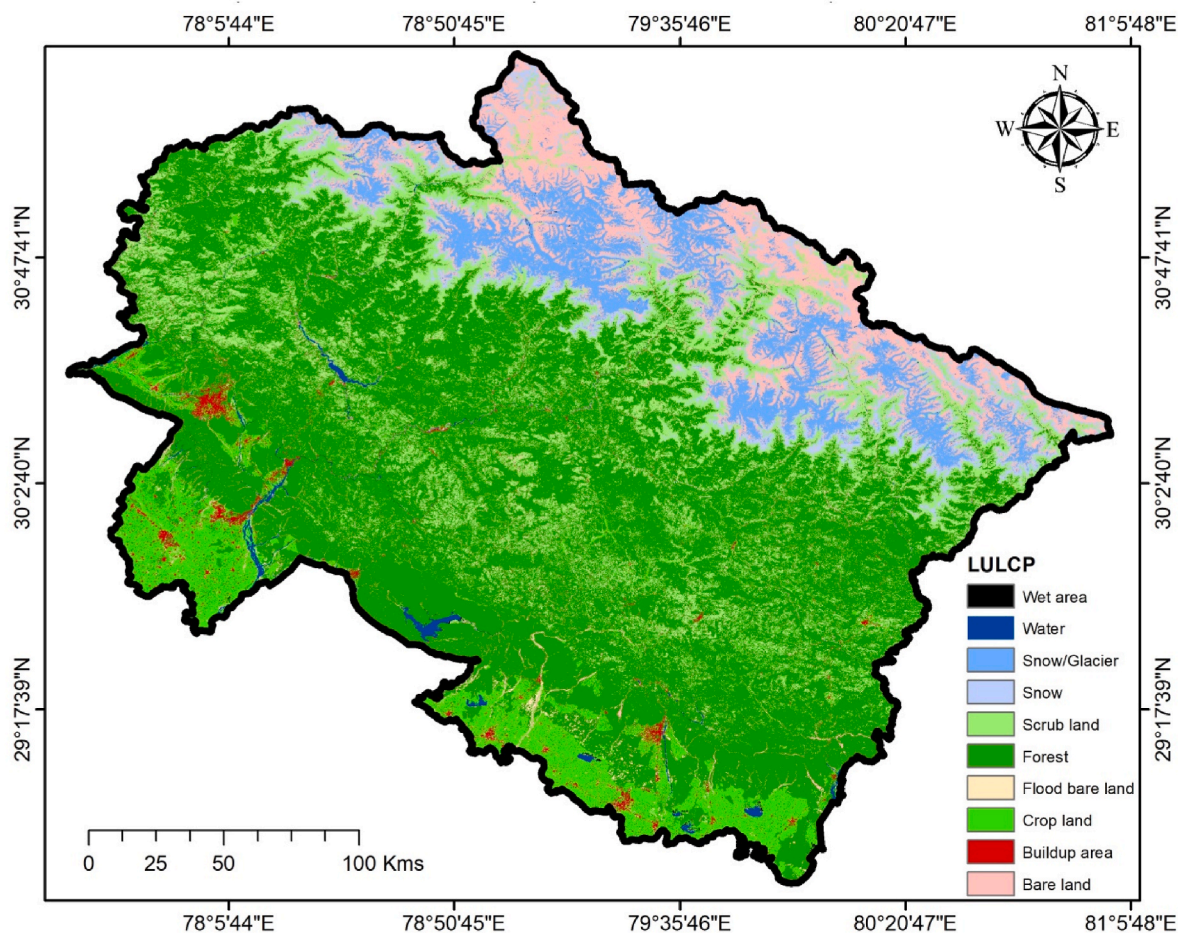 78°5'44"E 78°50'45"E 79°35'46"E 80°20'47"E 81°5'48"E
N
W E
S
30°47'41"N 30°47'41"N
30°2'40"N 30°2'40"N
29°17'39"N 29°17'39"N
LULCP
Wet area
Water
Snow/Glacier
Snow
Scrub land
Forest
Flood bare land
Crop land
Buildup area
Bare land
0 25 50 100 Kms
78°5'44"E 78°50'45"E 79°35'46"E 80°20'47"E 81°5'48"E